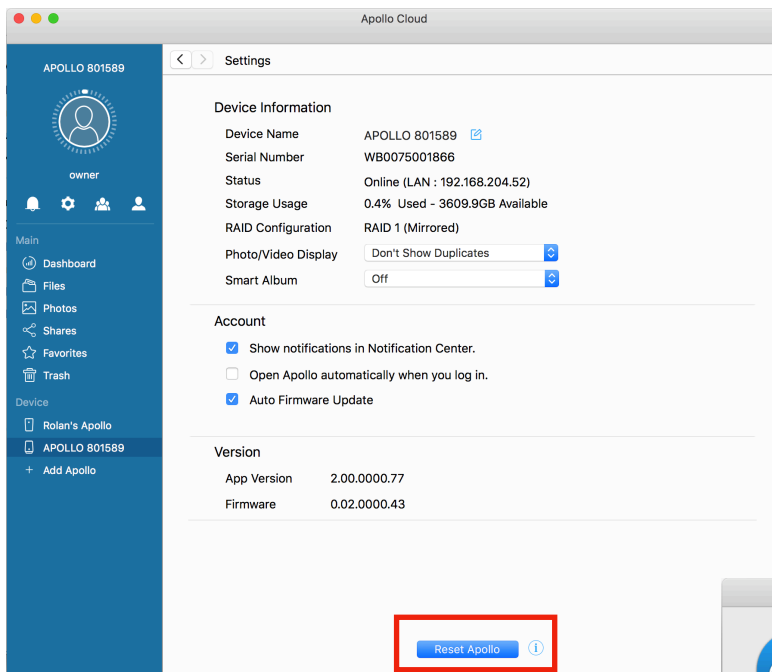 Apollo Cloud
APOLLO 801589
owner
Main
Dashboard
Files
Photos
Shares
Favorites
Trash
Device
Rolan's Apollo
APOLLO 801589
+ Add Apollo
Settings
Device Information
Device Name APOLLO 801589
Serial Number WB0075001866
Status Online (LAN : 192.168.204.52)
Storage Usage 0.4% Used - 3609.9GB Available
RAID Configuration RAID 1 (Mirrored)
Photo/Video Display Don't Show Duplicates
Smart Album Off
Account
Show notifications in Notification Center.
Open Apollo automatically when you log in.
Auto Firmware Update
Version
App Version 2.00.0000.77
Firmware 0.02.0000.43
Reset Apollo i